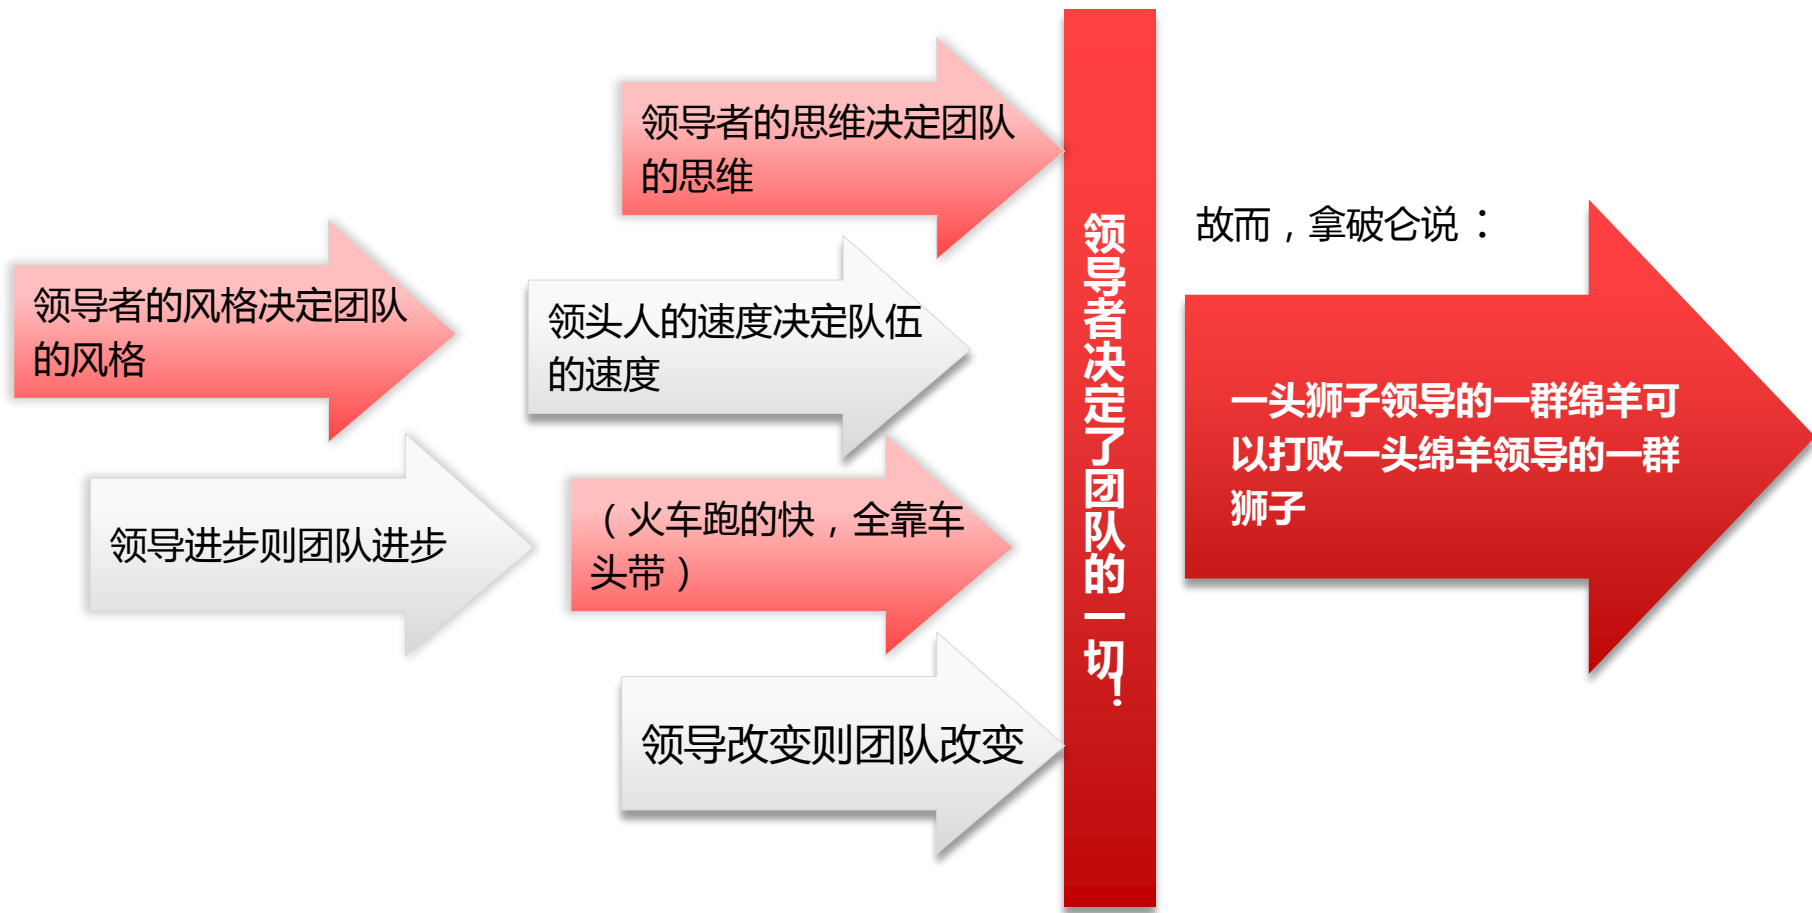 领导者的思维决定团队
的思维
领导者的风格决定团队
的风格
领头人的速度决定队伍
的速度
领导进步则团队进步
（火车跑的快，全靠车
头带）
领导改变则团队改变
领导者决定了团队的一切！
故而，拿破仑说：
一头狮子领导的一群绵羊可
以打败一头绵羊领导的一群
狮子